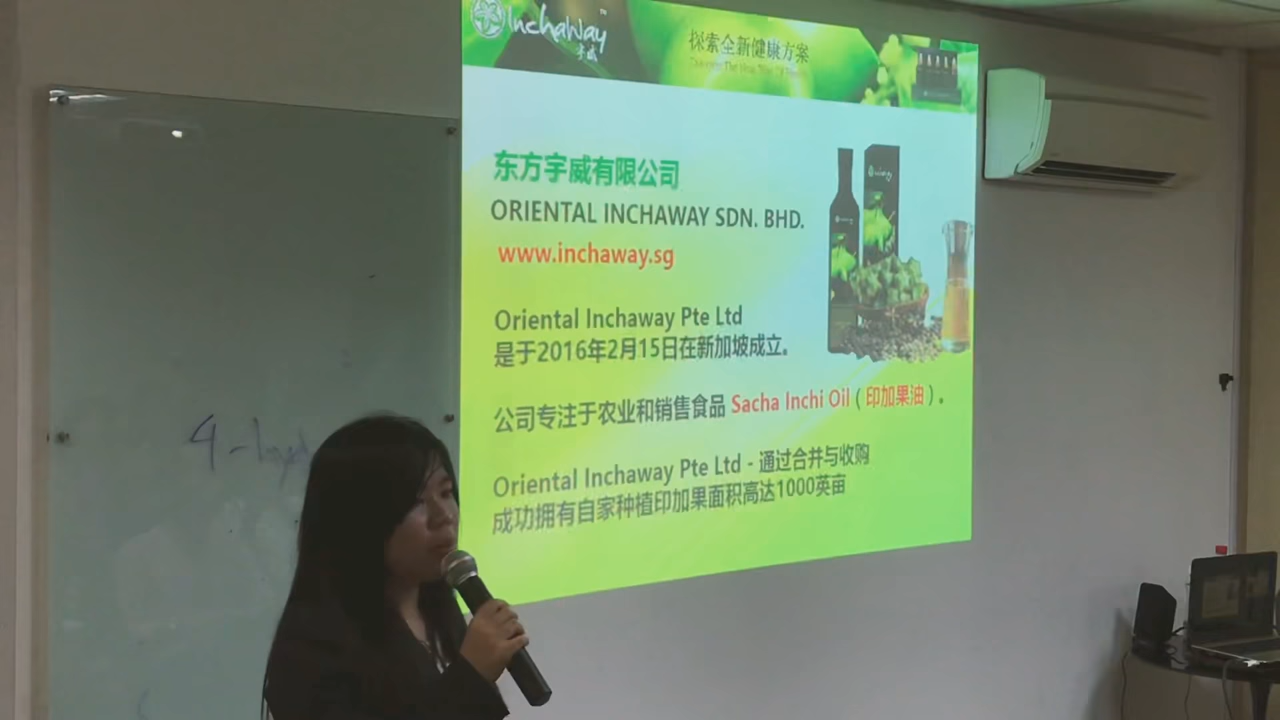 InchaWay™
宇威
探索全新健康方案
东方宇威有限公司
ORIENTAL INCHAWAY SDN. BHD.
www.inchaway.sg
Oriental Inchaway Pte Ltd
是于2016年2月15日在新加坡成立。
公司专注于农业和销售食品 Sacha Inchi Oil（印加果油）。
Oriental Inchaway Pte Ltd - 通过合并与收购
成功拥有自家种植印加果面积高达1000英亩